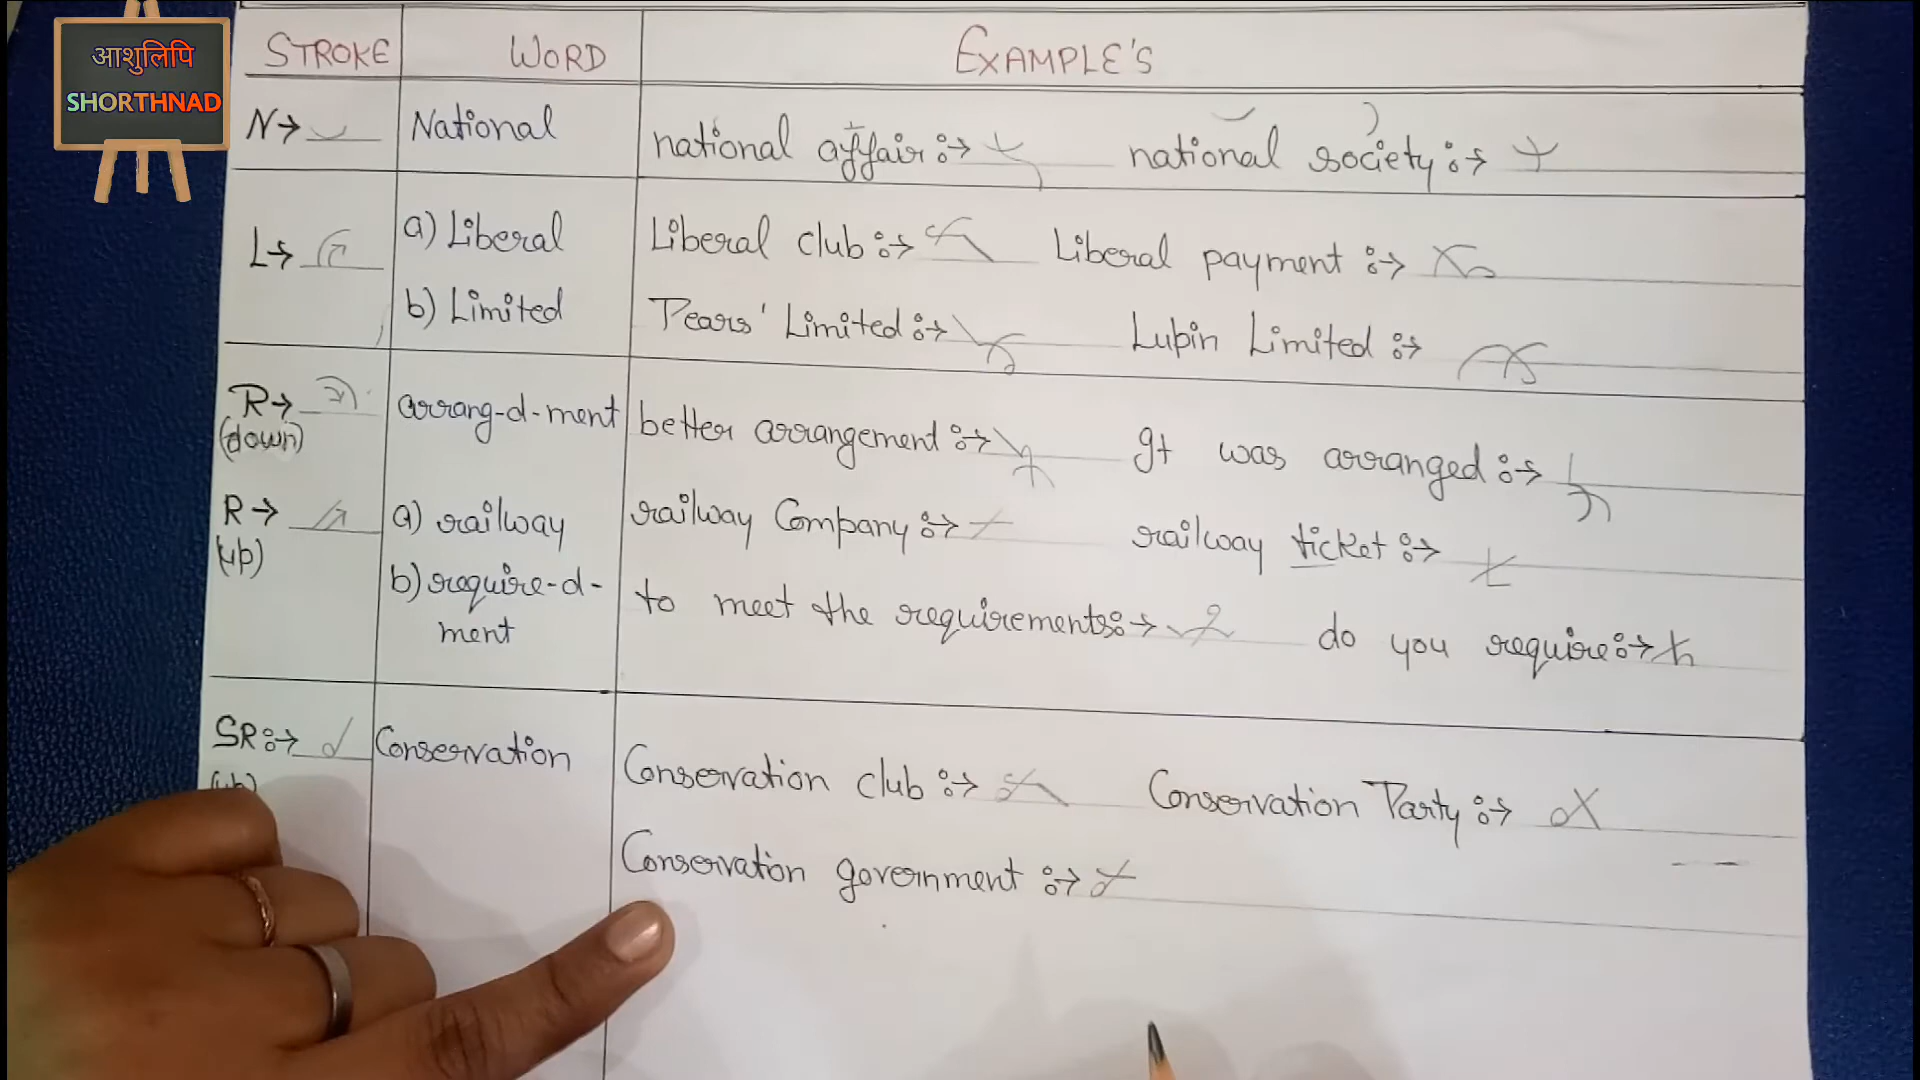 आशुलिपि
SHORTHNAD
STROKE WORD EXAMPLE'S
N→ National national affair :→ national society :→
L→ a) Liberal Liberal club :→ Liberal payment :→
b) Limited Pears' Limited :→ Lupin Limited :→
R→ (down) arrang-d-ment better arrangement :→ It was arranged :→
R→ (up) a) railway railway Company :→ railway ticket :→
b) require-d- to meet the requirements :→ do you require :→
ment
SR :→ Conservation Conservation club :→ Conservation Party :→
(up)
Conservation government :→